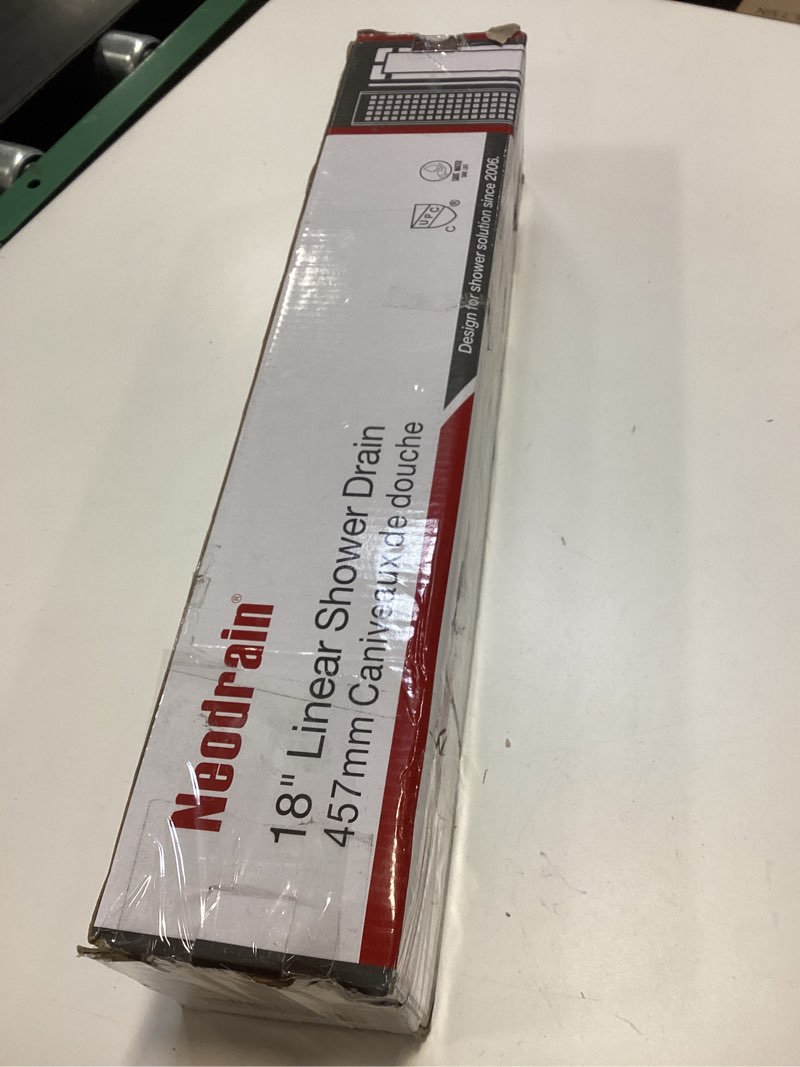 Neodrain®
18" Linear Shower Drain
457mm Caniveaux de douche
Design for shower solution since 2006.
UPC
C ®